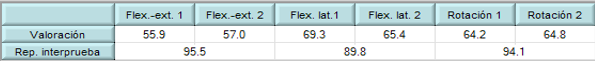 Flex.-ext. 1 Flex.-ext. 2 Flex. lat.1 Flex. lat. 2 Rotación 1 Rotación 2
Valoración 55.9 57.0 69.3 65.4 64.2 64.8
Rep. interprueba 95.5 89.8 94.1